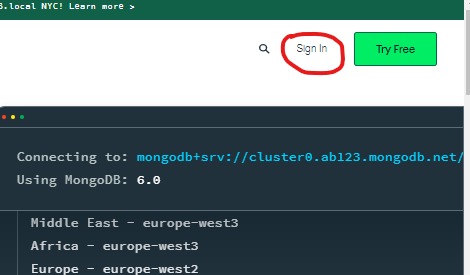 B.local NYC! Learn more >
Sign In
Try Free
Connecting to: mongodb+srv://cluster0.ab123.mongodb.net/
Using MongoDB: 6.0
Middle East – europe-west3
Africa – europe-west3
Europe – europe-west2